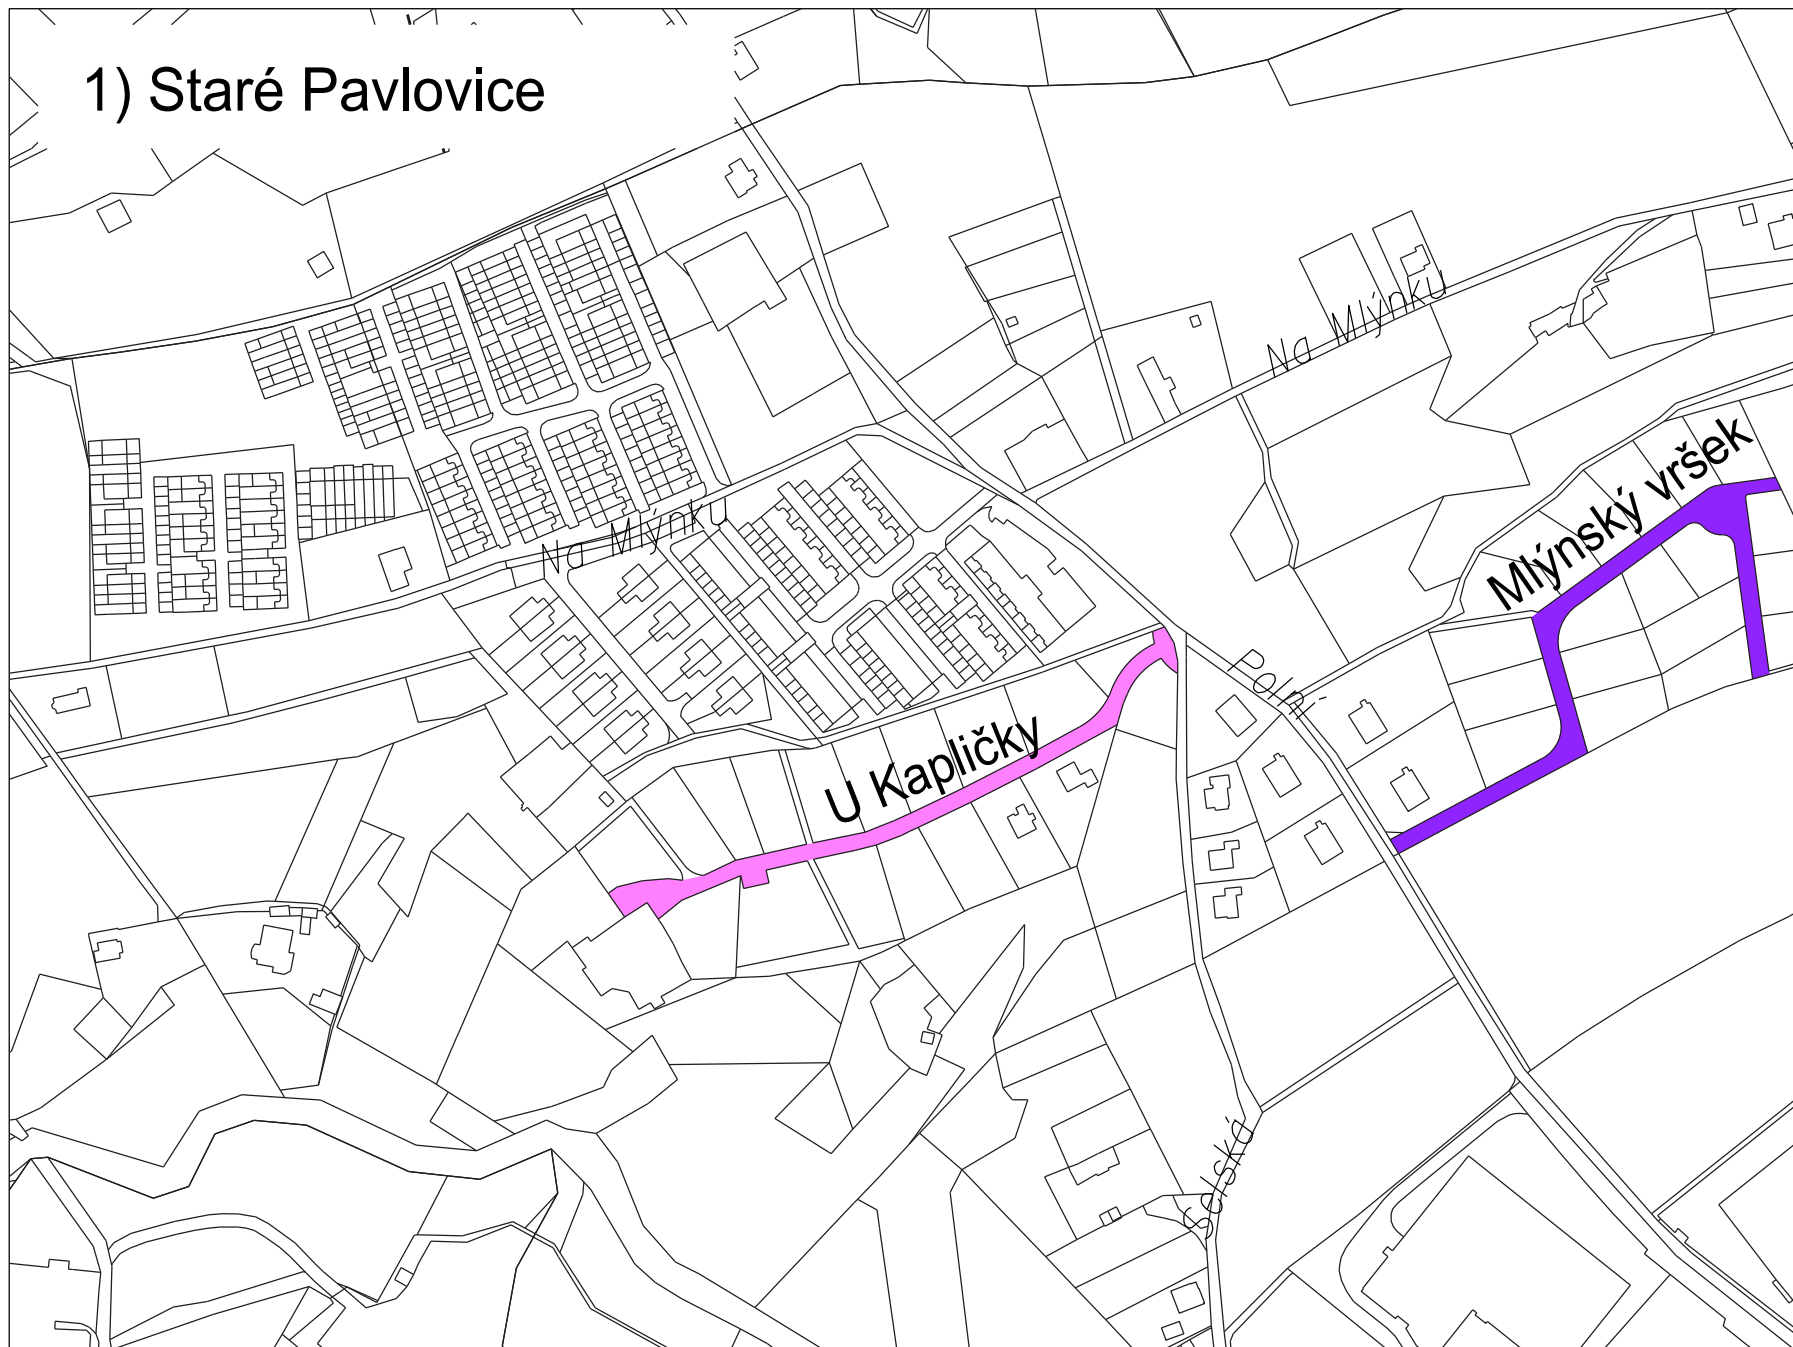 1) Staré Pavlovice
Na Mlýnku
Mlýnský vršek
Na Mlýnku
Polní
U Kapličky
Selská